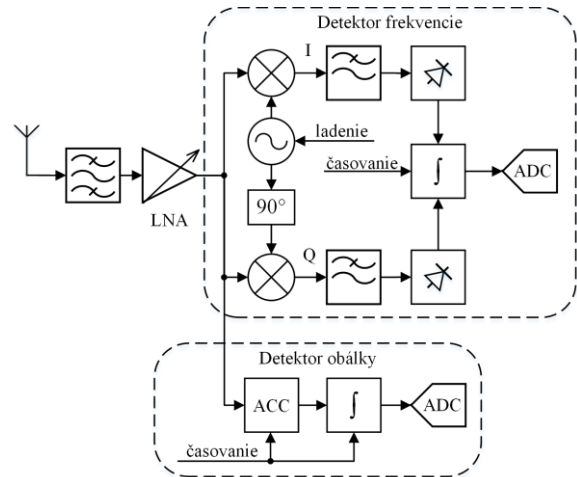 Detektor frekvencie
I
ladenie
časovanie
∫
ADC
LNA
90°
Q
Detektor obálky
ACC
∫
ADC
časovanie